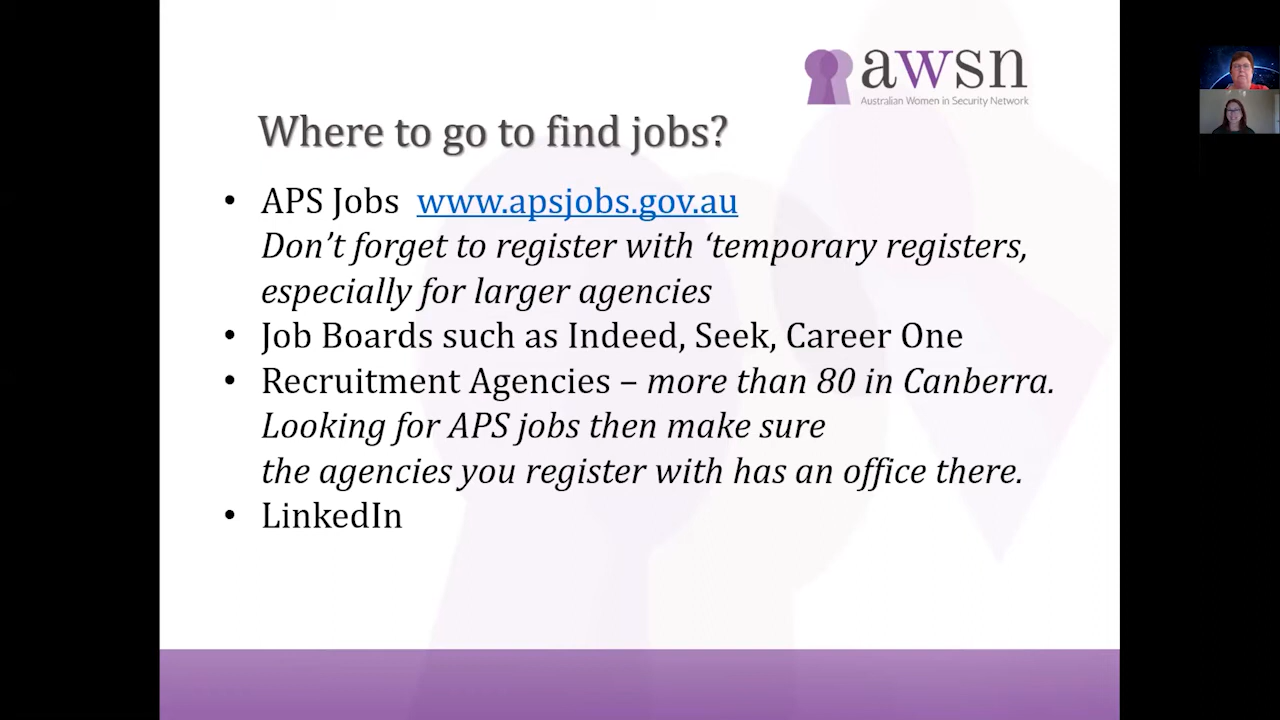 awsn
Australian Women in Security Network
Where to go to find jobs?
• APS Jobs www.apsjobs.gov.au
Don’t forget to register with ‘temporary registers,
especially for larger agencies
• Job Boards such as Indeed, Seek, Career One
• Recruitment Agencies – more than 80 in Canberra.
Looking for APS jobs then make sure
the agencies you register with has an office there.
• LinkedIn